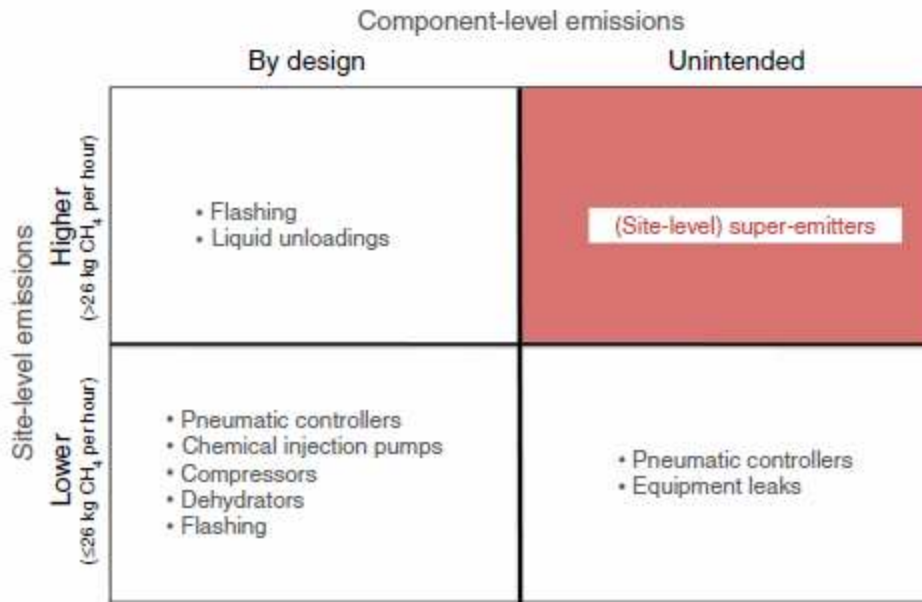 Component-level emissions
By design
Unintended
Site-level emissions
Higher
(>26 kg CH₄ per hour)
• Flashing
• Liquid unloadings
(Site-level) super-emitters
Lower
(≤26 kg CH₄ per hour)
• Pneumatic controllers
• Chemical injection pumps
• Compressors
• Dehydrators
• Flashing
• Pneumatic controllers
• Equipment leaks